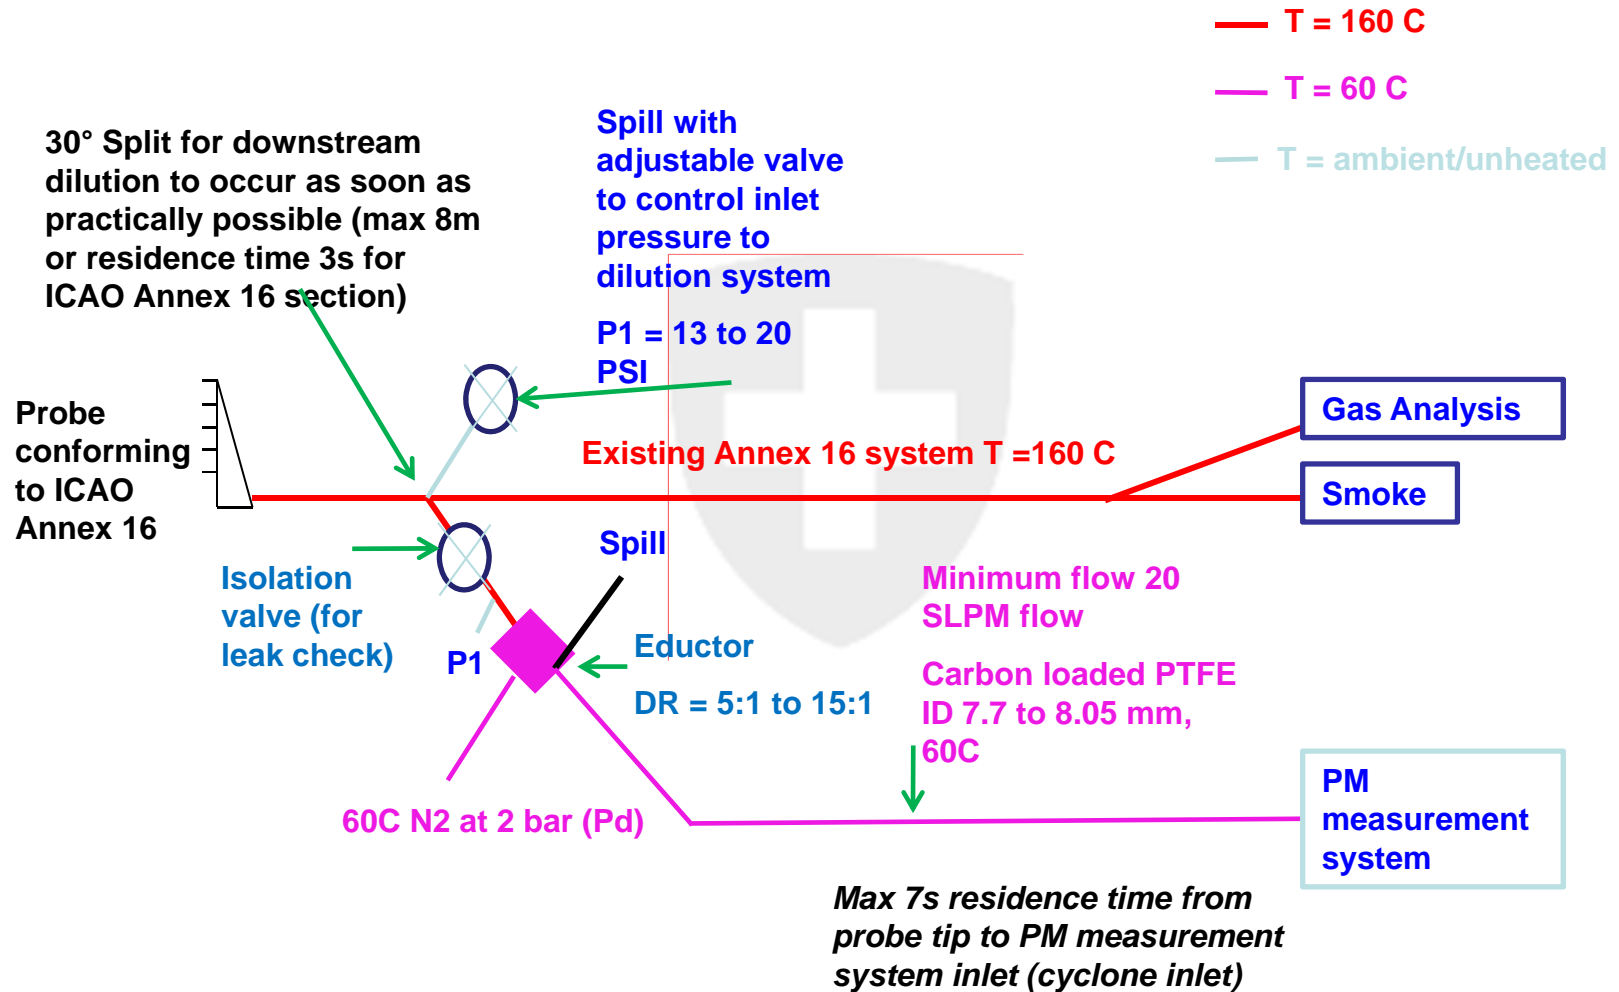 T = 160 C
T = 60 C
T = ambient/unheated
30° Split for downstream
dilution to occur as soon as
practically possible (max 8m
or residence time 3s for
ICAO Annex 16 section)
Spill with
adjustable valve
to control inlet
pressure to
dilution system
P1 = 13 to 20
PSI
Probe
conforming
to ICAO
Annex 16
Existing Annex 16 system T =160 C
Gas Analysis
Smoke
Isolation
valve (for
leak check)
P1
Spill
Eductor
DR = 5:1 to 15:1
Minimum flow 20
SLPM flow
Carbon loaded PTFE
ID 7.7 to 8.05 mm,
60C
60C N2 at 2 bar (Pd)
PM
measurement
system
Max 7s residence time from
probe tip to PM measurement
system inlet (cyclone inlet)